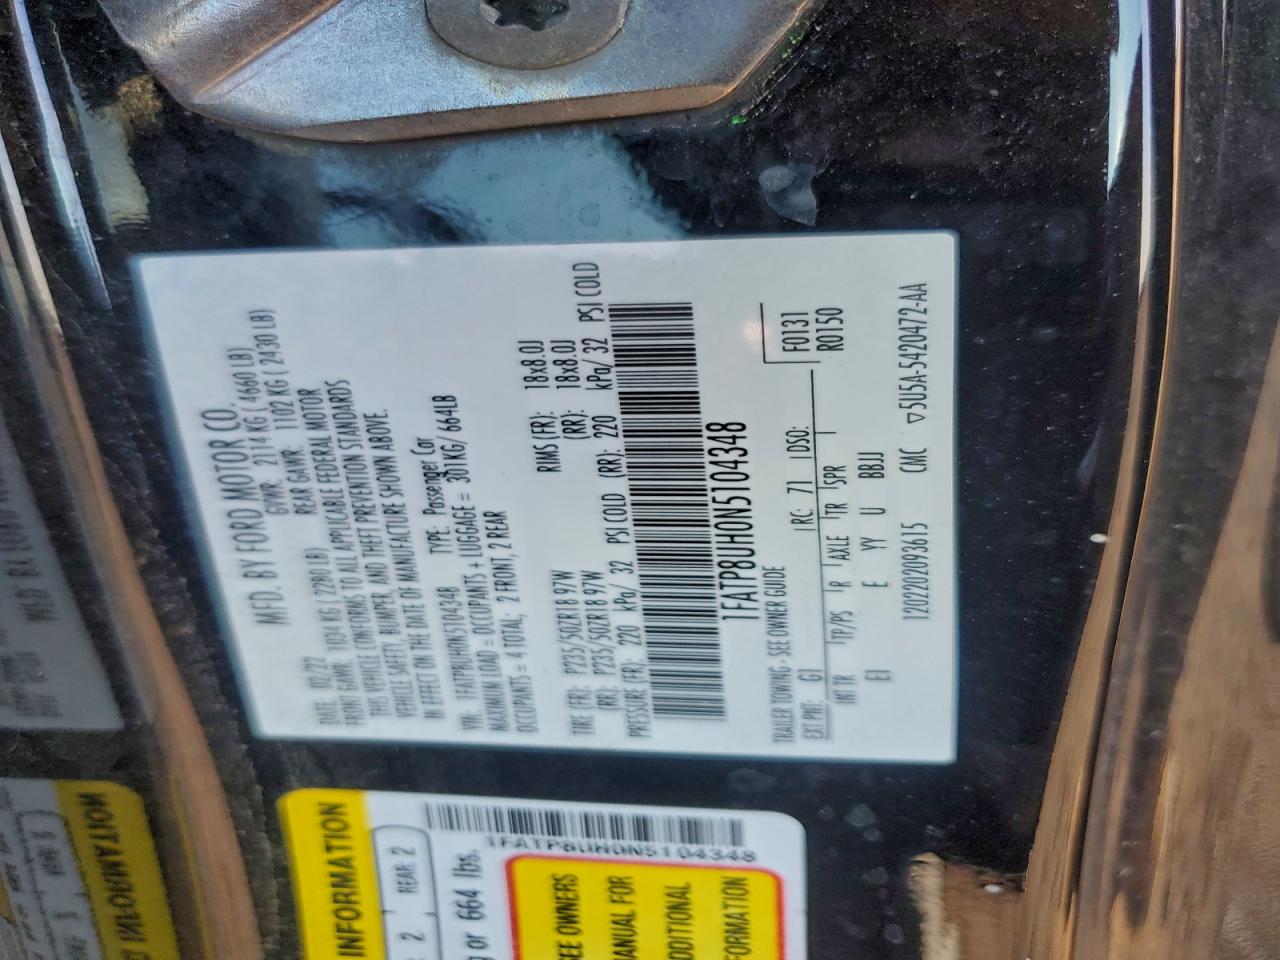 MFD. BY FORD MOTOR CO.
DATE: 02/22 GVWR: 2114 KG ( 4660 LB)
FRONT GAWR: 1034 KG ( 2280 LB) REAR GAWR: 1102 KG ( 2430 LB)
THIS VEHICLE CONFORMS TO ALL APPLICABLE FEDERAL MOTOR
VEHICLE SAFETY, BUMPER, AND THEFT PREVENTION STANDARDS
IN EFFECT ON THE DATE OF MANUFACTURE SHOWN ABOVE.
VIN: 1FATP8UH0N5104348 TYPE: Passenger Car
MAXIMUM LOAD = OCCUPANTS + LUGGAGE = 301KG/ 664LB
OCCUPANTS = 4 TOTAL; 2 FRONT, 2 REAR
TIRE FR): P235/50ZR18 97W RIMS (FR): 18x8.0J
RR): P235/50ZR18 97W (RR): 18x8.0J
PRESSURE (FR): 220 kPa/ 32 PSI COLD (RR): 220 kPa/ 32 PSI COLD
1FATP8UH0N5104348
TRAILER TOWING - SEE OWNER GUIDE
EXT PNT: G1 RC: 71 DSO: F0131
R0150
INT TR TP/PS R AXLE TR SPR
EI E YY U BBJJ
1202202093615 CMC ▽5U5A-5420472-AA
INFORMATION
2 REAR 2
or 664 lbs.
1FATP8UH0N5104348
SEE OWNERS
MANUAL FOR
ADDITIONAL
INFORMATION